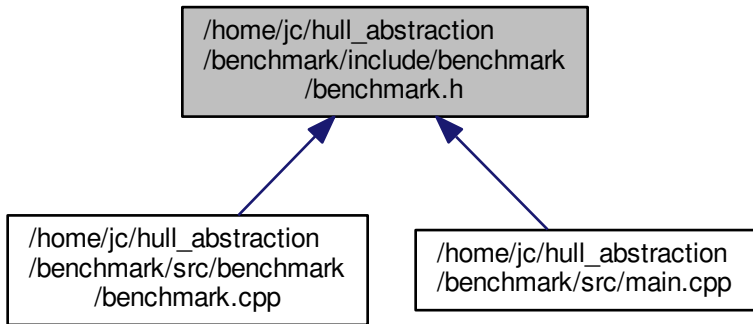 /home/jc/hull_abstraction
/benchmark/include/benchmark
/benchmark.h
/home/jc/hull_abstraction
/benchmark/src/benchmark
/benchmark.cpp
/home/jc/hull_abstraction
/benchmark/src/main.cpp